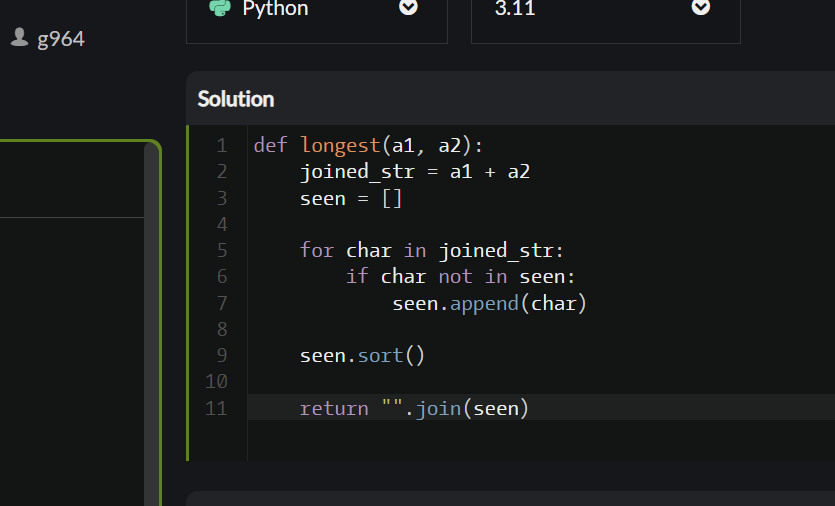 Python
3.11
g964
Solution
1 def longest(a1, a2):
2     joined_str = a1 + a2
3     seen = []
4
5     for char in joined_str:
6         if char not in seen:
7             seen.append(char)
8
9     seen.sort()
10
11     return "".join(seen)